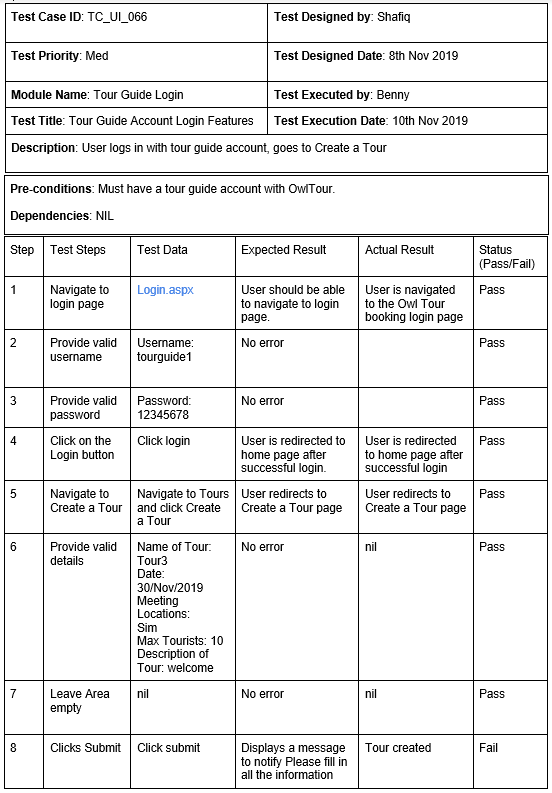 Test Case ID: TC_UI_066
Test Designed by: Shafiq
Test Priority: Med
Test Designed Date: 8th Nov 2019
Module Name: Tour Guide Login
Test Executed by: Benny
Test Title: Tour Guide Account Login Features
Test Execution Date: 10th Nov 2019
Description: User logs in with tour guide account, goes to Create a Tour
Pre-conditions: Must have a tour guide account with OwlTour.
Dependencies: NIL
Step
Test Steps
Test Data
Expected Result
Actual Result
Status
(Pass/Fail)
1
Navigate to
login page
Login.aspx
User should be able
to navigate to login
page.
User is navigated
to the Owl Tour
booking login page
Pass
2
Provide valid
username
Username:
tourguide1
No error
Pass
3
Provide valid
password
Password:
12345678
No error
Pass
4
Click on the
Login button
Click login
User is redirected to
home page after
successful login.
User is redirected
to home page after
successful login
Pass
5
Navigate to
Create a Tour
Navigate to Tours
and click Create
a Tour
User redirects to
Create a Tour page
User redirects to
Create a Tour page
Pass
6
Provide valid
details
Name of Tour:
Tour3
Date:
30/Nov/2019
Meeting
Locations:
Sim
Max Tourists: 10
Description of
Tour: welcome
No error
nil
Pass
7
Leave Area
empty
nil
No error
nil
Pass
8
Clicks Submit
Click submit
Displays a message
to notify Please fill in
all the information
Tour created
Fail